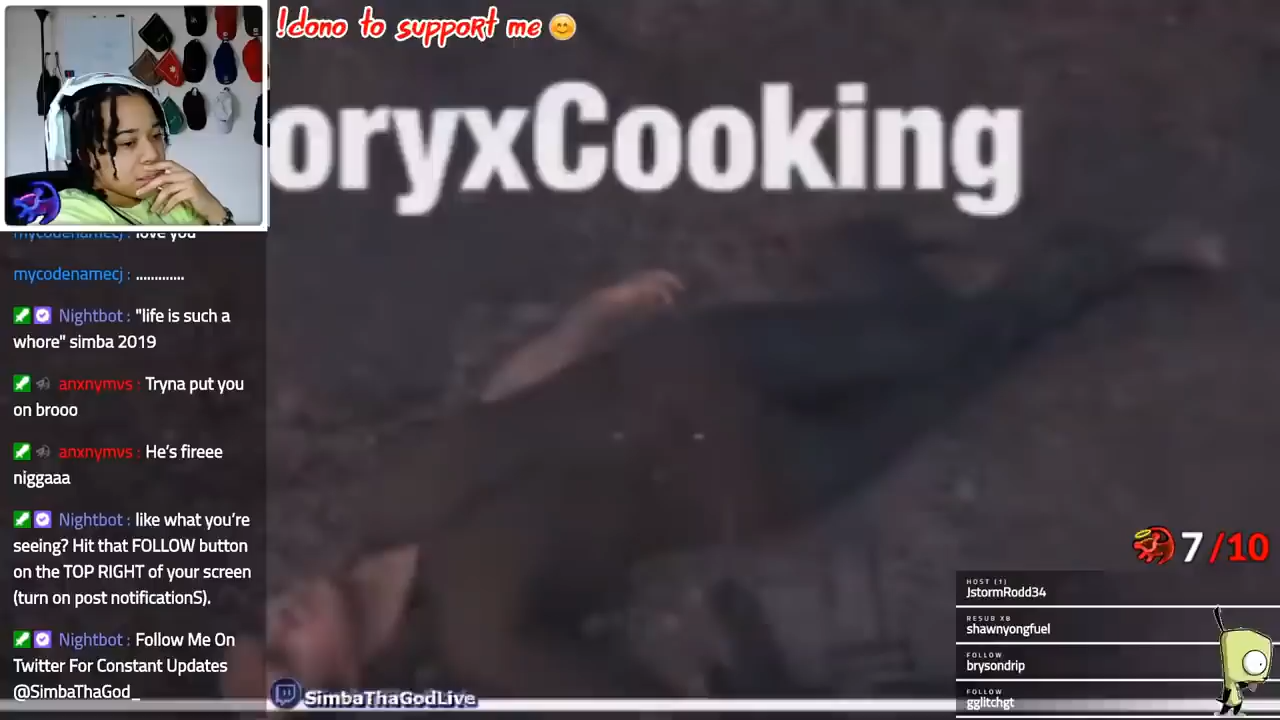 !dono to support me 😊
oryxCooking
mycodenamecj : love you
mycodenamecj : .............
Nightbot : "life is such a
whore" simba 2019
anxnymvs : Tryna put you
on brooo
anxnymvs : He's fireee
niggaaa
Nightbot : like what you're
seeing? Hit that FOLLOW button
on the TOP RIGHT of your screen
(turn on post notificationS).
Nightbot : Follow Me On
Twitter For Constant Updates
@SimbaThaGod_
SimbaThaGodLive
7/10
HOST (1)
JstormRodd34
RESUB X8
shawnyongfuel
FOLLOW
brysondrip
FOLLOW
gglitchgt